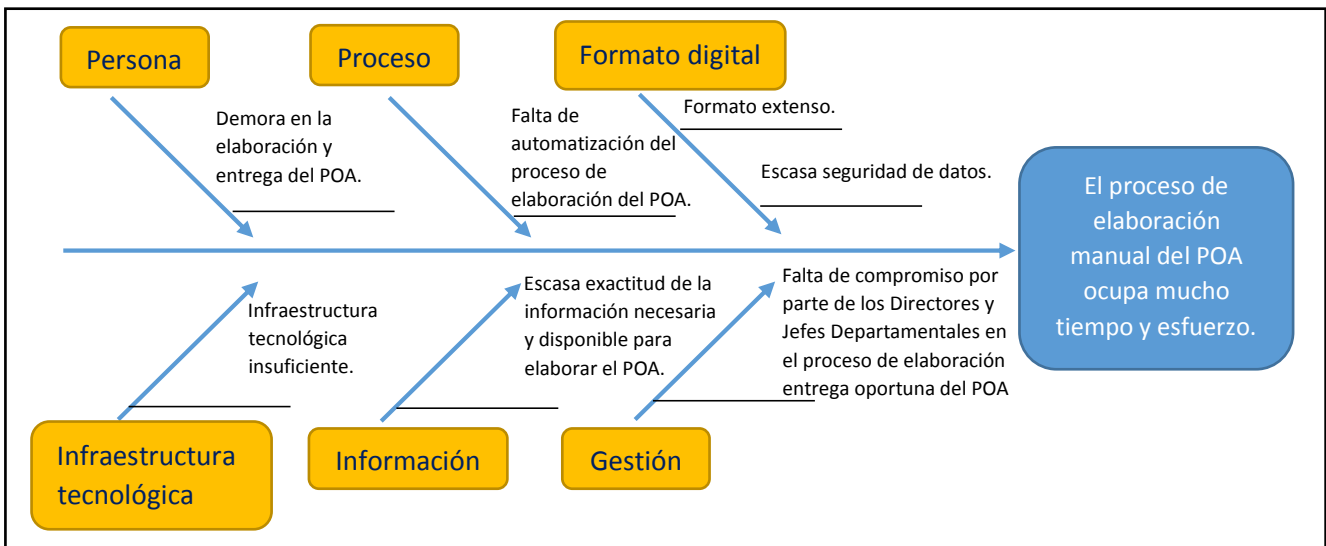 Persona
Proceso
Formato digital
Demora en la
elaboración y
entrega del POA.
Falta de
automatización del
proceso de
elaboración del POA.
Formato extenso.
Escasa seguridad de datos.
El proceso de
elaboración
manual del POA
ocupa mucho
tiempo y esfuerzo.
Infraestructura
tecnológica
insuficiente.
Escasa exactitud de la
información necesaria
y disponible para
elaborar el POA.
Falta de compromiso por
parte de los Directores y
Jefes Departamentales en
el proceso de elaboración
entrega oportuna del POA
Infraestructura
tecnológica
Información
Gestión